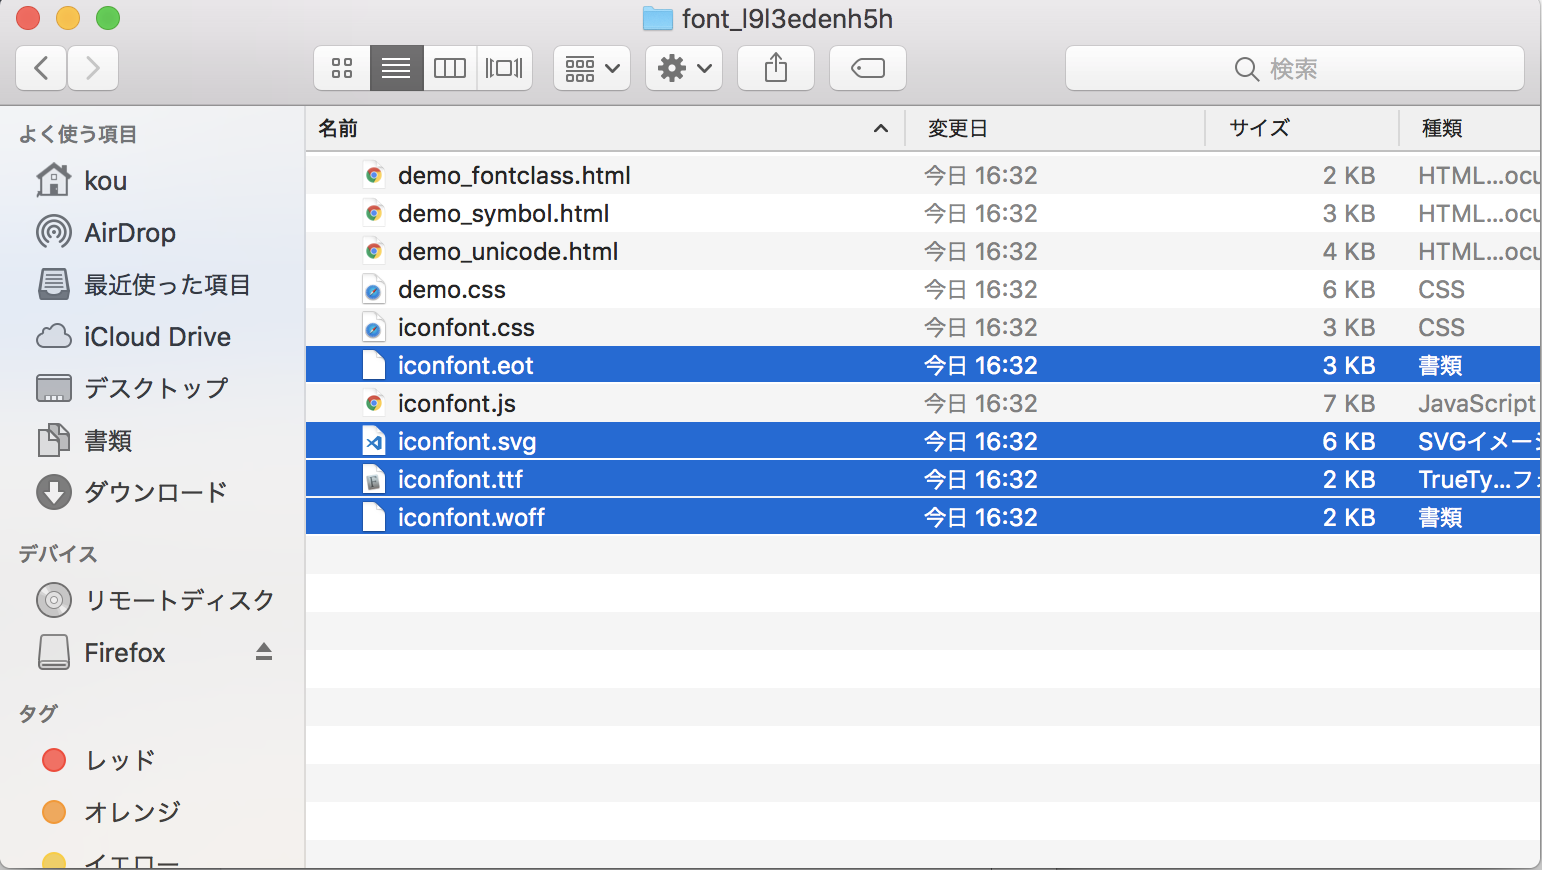 font_l9l3edenh5h
検索
よく使う項目
kou
AirDrop
最近使った項目
iCloud Drive
デスクトップ
書類
ダウンロード
デバイス
リモートディスク
Firefox
タグ
レッド
オレンジ
イエロー
名前 変更日 サイズ 種類
demo_fontclass.html 今日 16:32 2 KB HTML...ocu
demo_symbol.html 今日 16:32 3 KB HTML...ocu
demo_unicode.html 今日 16:32 4 KB HTML...ocu
demo.css 今日 16:32 6 KB CSS
iconfont.css 今日 16:32 3 KB CSS
iconfont.eot 今日 16:32 3 KB 書類
iconfont.js 今日 16:32 7 KB JavaScript
iconfont.svg 今日 16:32 6 KB SVGイメージ
iconfont.ttf 今日 16:32 2 KB TrueTy...フォ
iconfont.woff 今日 16:32 2 KB 書類